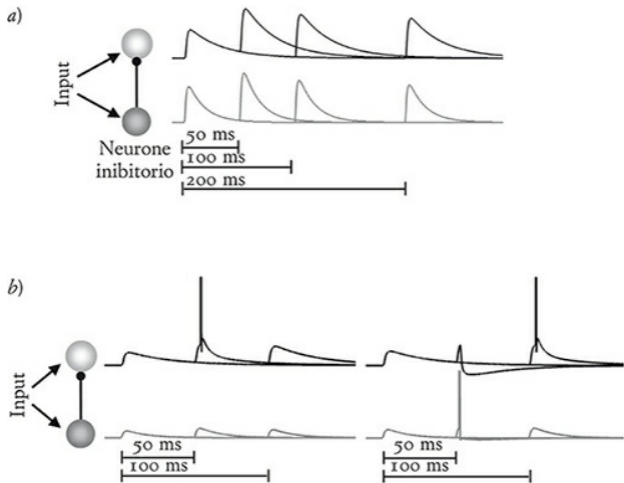 a)
Input
50 ms
Neurone
inibitorio
100 ms
200 ms
b)
Input
50 ms
100 ms
50 ms
100 ms